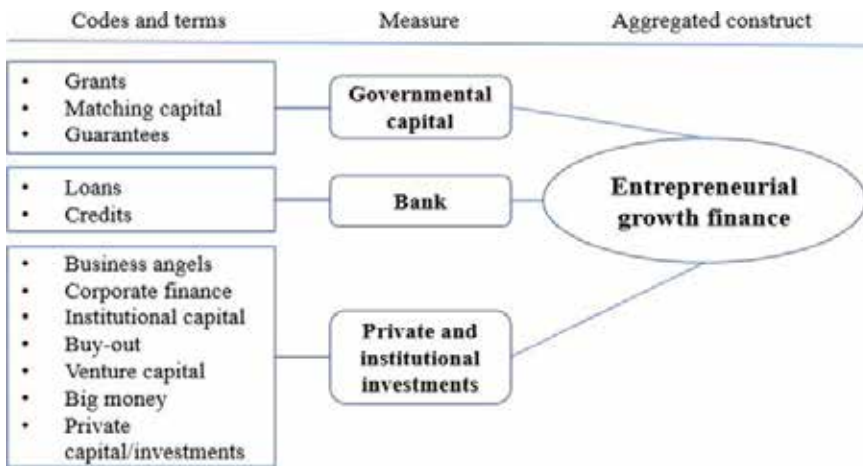 Codes and terms Measure Aggregated construct
• Grants
• Matching capital
• Guarantees
Governmental
capital
• Loans
• Credits
Bank
Entrepreneurial
growth finance
• Business angels
• Corporate finance
• Institutional capital
• Buy-out
• Venture capital
• Big money
• Private
capital/investments
Private and
institutional
investments